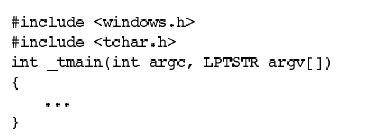 #include <windows.h>
#include <tchar.h>
int _tmain(int argc, LPTSTR argv[])
{
...
}